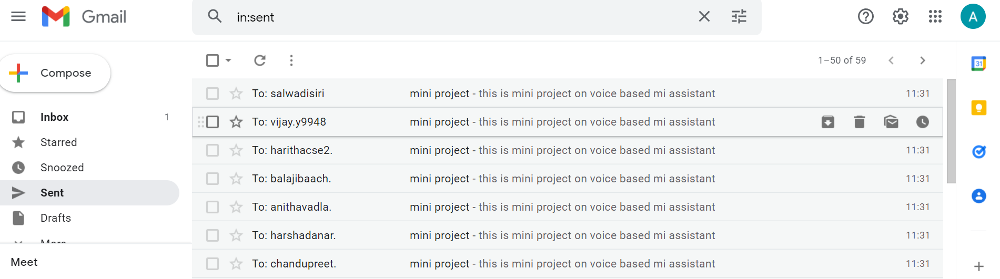 Gmail
in:sent
A
Compose
1–50 of 59
31
Inbox 1
Starred
Snoozed
Sent
Drafts
More
Meet
To: salwadisiri mini project - this is mini project on voice based mi assistant 11:31
To: vijay.y9948 mini project - this is mini project on voice based mi assistant
To: harithacse2. mini project - this is mini project on voice based mi assistant 11:31
To: balajibaach. mini project - this is mini project on voice based mi assistant 11:31
To: anithavadla. mini project - this is mini project on voice based mi assistant 11:31
To: harshadanar. mini project - this is mini project on voice based mi assistant 11:31
To: chandupreet. mini project - this is mini project on voice based mi assistant 11:31